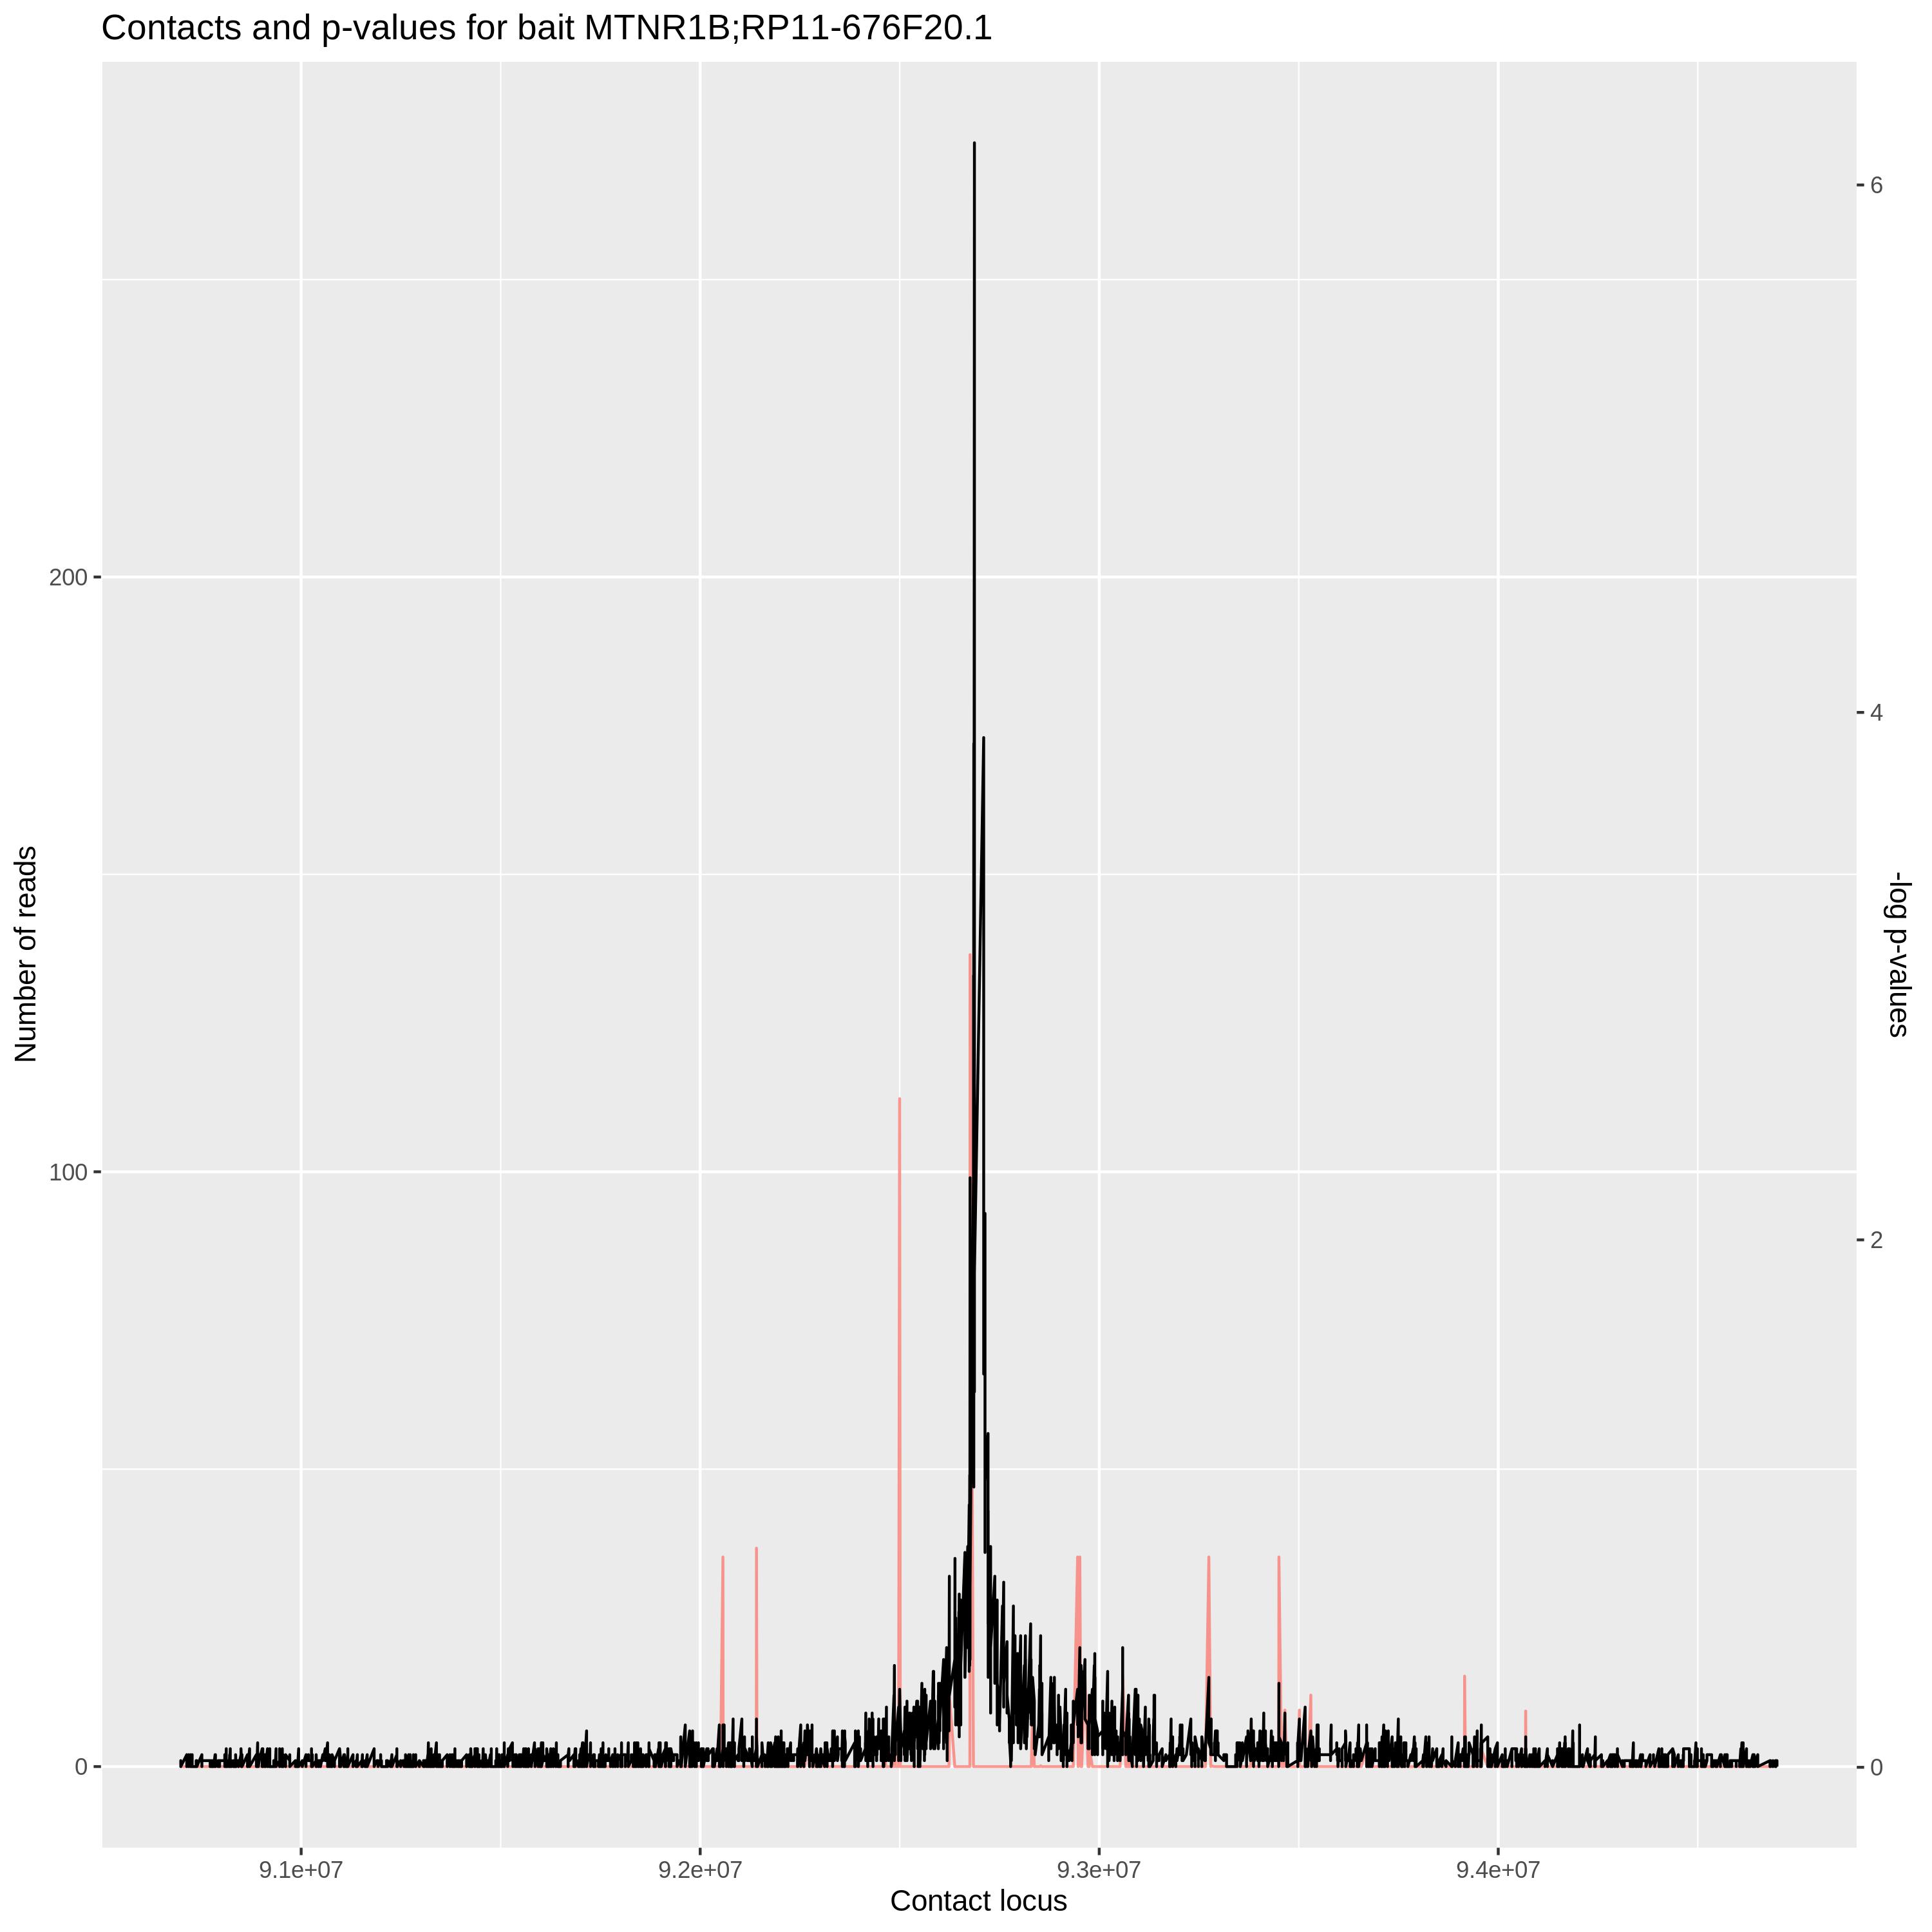 Contacts and p-values for bait MTNR1B;RP11-676F20.1
Number of reads
200
100
0
6
4
2
0
-log p-values
9.1e+07 9.2e+07 9.3e+07 9.4e+07
Contact locus